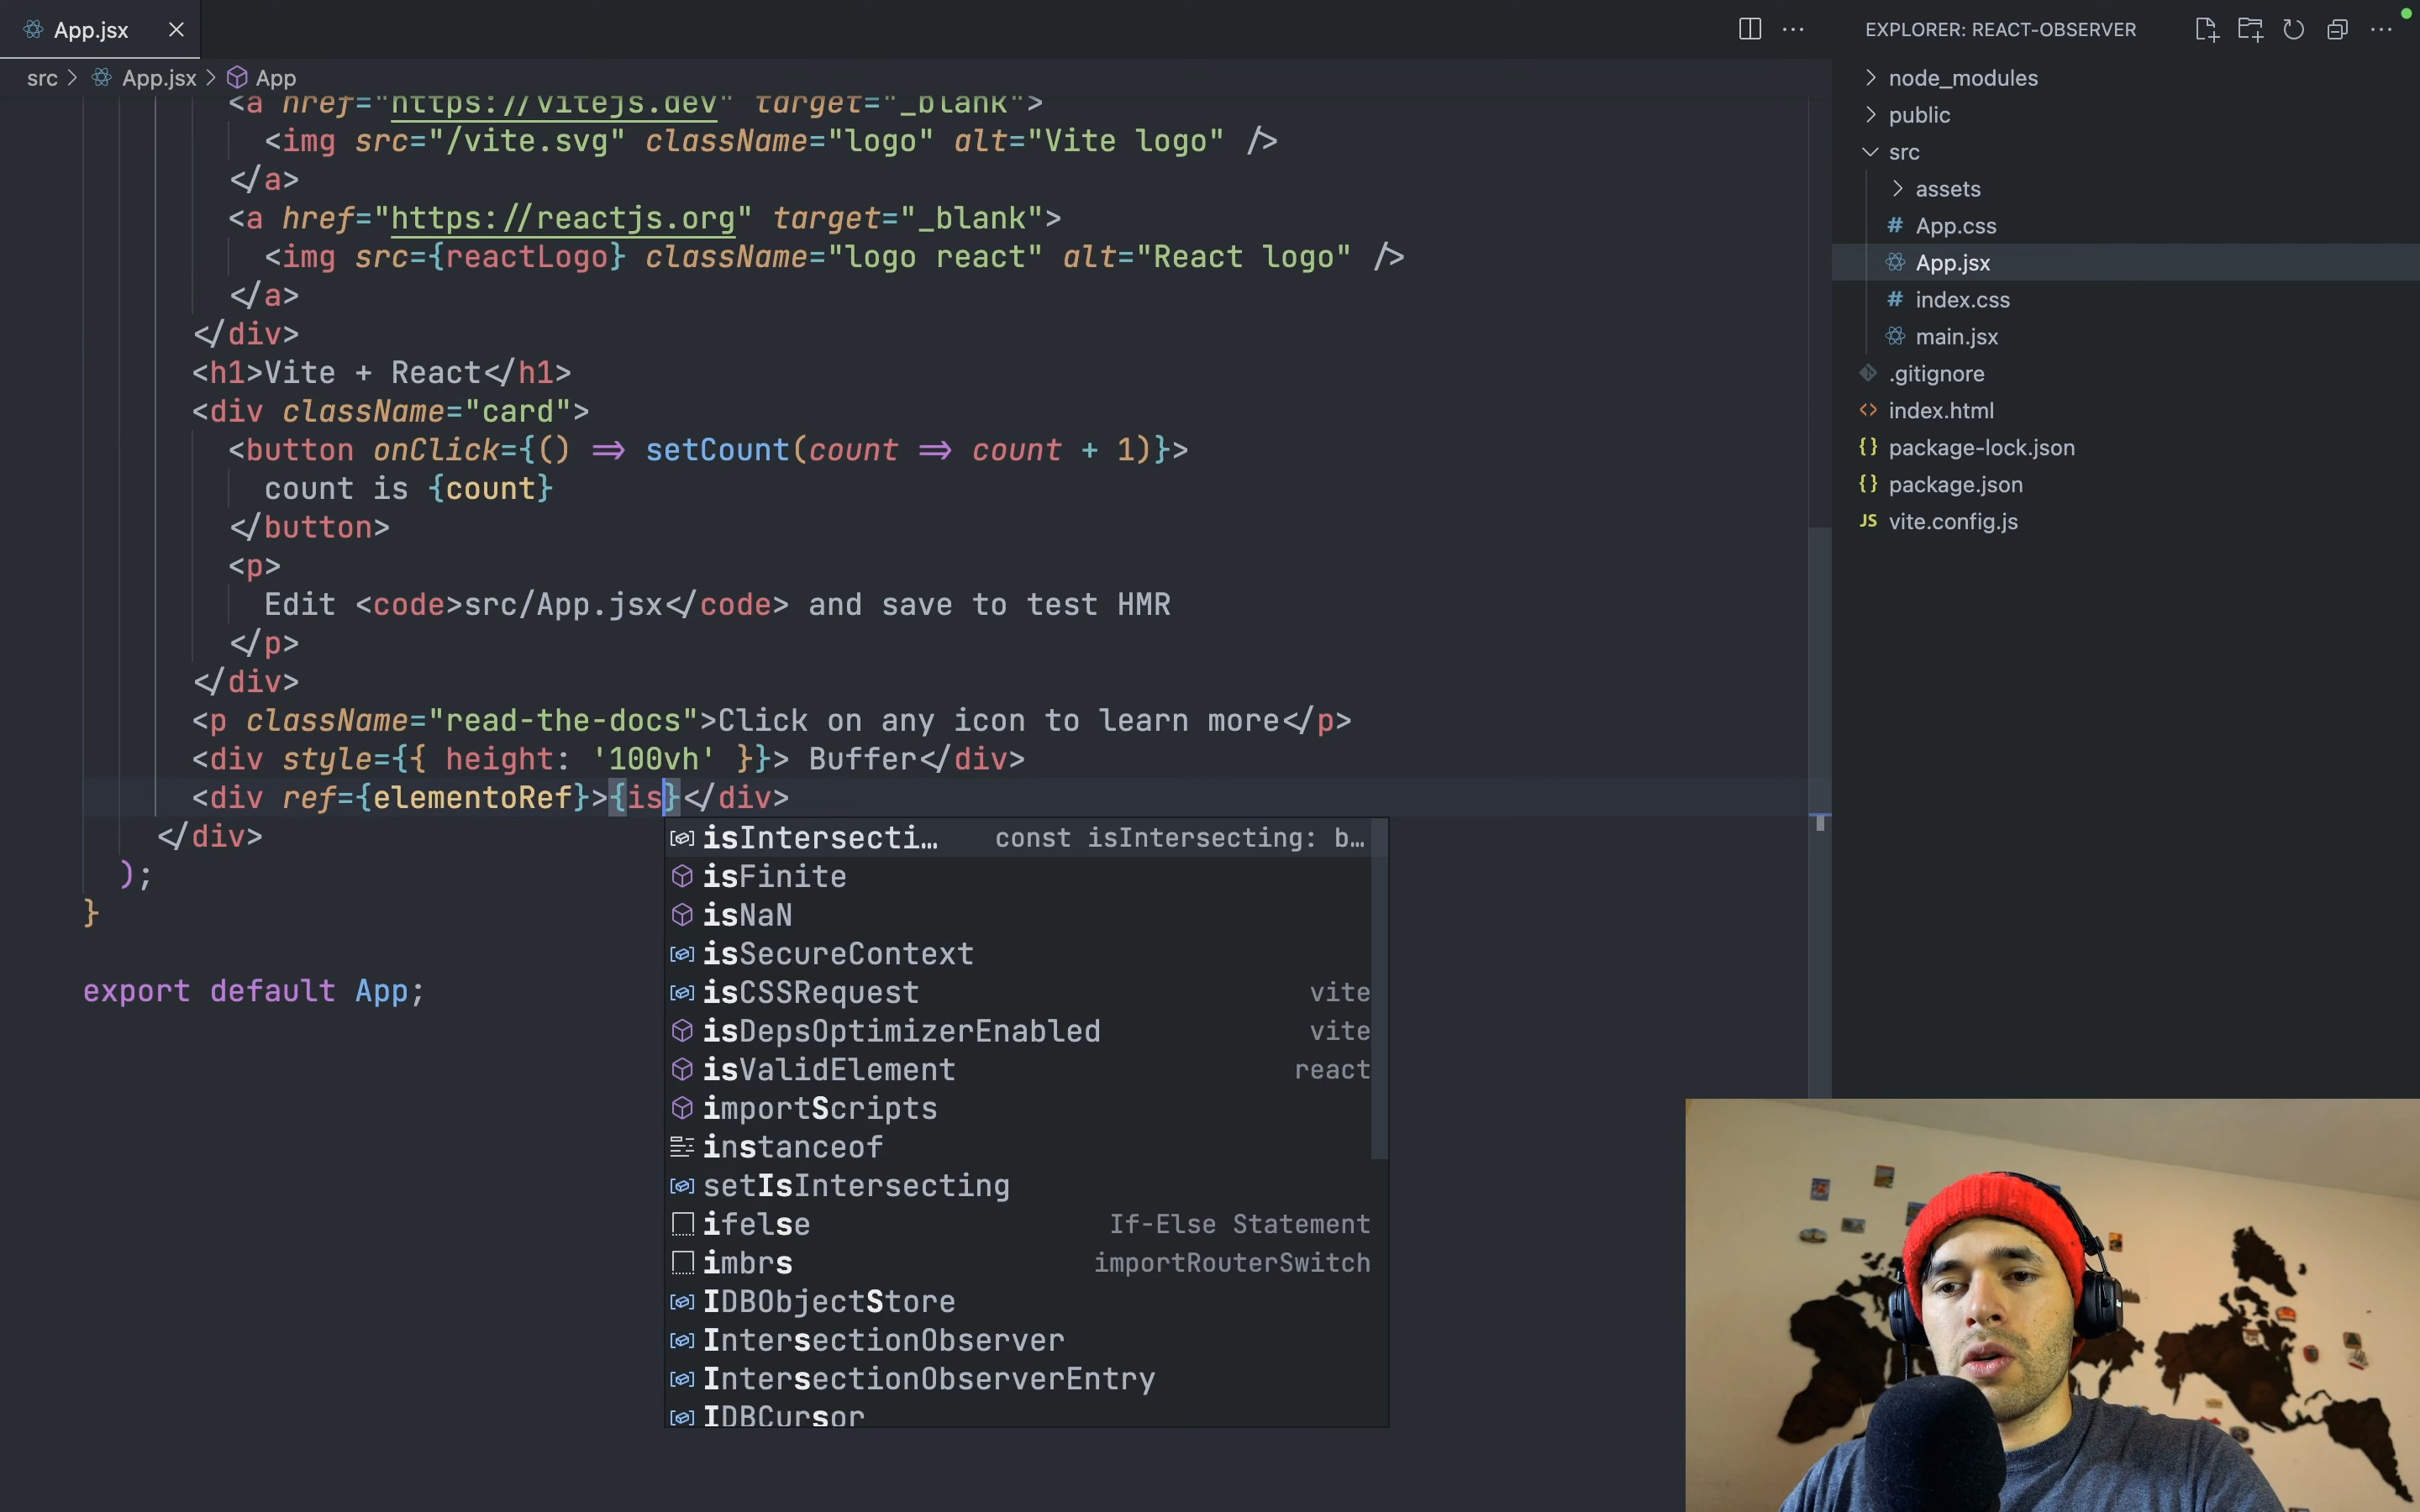 App.jsx
EXPLORER: REACT-OBSERVER
src > App.jsx > App
<a href="https://vitejs.dev" target="_blank">
<img src="/vite.svg" className="logo" alt="Vite logo" />
</a>
<a href="https://reactjs.org" target="_blank">
<img src={reactLogo} className="logo react" alt="React logo" />
</a>
</div>
<h1>Vite + React</h1>
<div className="card">
<button onClick={() => setCount(count => count + 1)}>
count is {count}
</button>
<p>
Edit <code>src/App.jsx</code> and save to test HMR
</p>
</div>
<p className="read-the-docs">Click on any icon to learn more</p>
<div style={{ height: '100vh' }}> Buffer</div>
<div ref={elementoRef}>{is}</div>
</div>
);
}
export default App;
isIntersecti… const isIntersecting: b…
isFinite
isNaN
isSecureContext
isCSSRequest vite
isDepsOptimizerEnabled vite
isValidElement react
importScripts
instanceof
setIsIntersecting
ifelse If-Else Statement
imbrs importRouterSwitch
IDBObjectStore
IntersectionObserver
IntersectionObserverEntry
IDBCursor
node_modules
public
src
assets
# App.css
App.jsx
# index.css
main.jsx
.gitignore
<> index.html
{} package-lock.json
{} package.json
JS vite.config.js